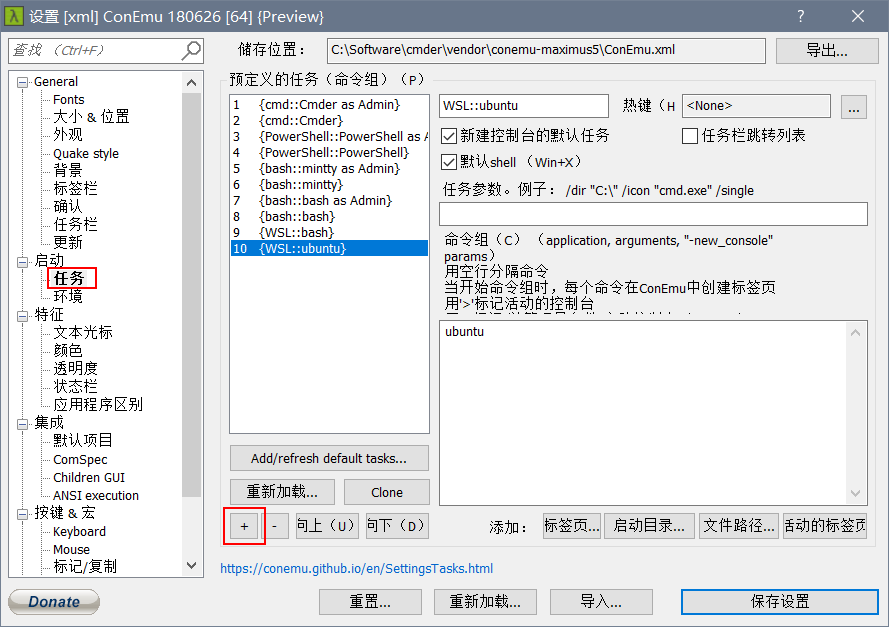 设置 [xml] ConEmu 180626 [64] {Preview}
查找 （Ctrl+F）
储存位置：
C:\Software\cmder\vendor\conemu-maximus5\ConEmu.xml
导出...
General
Fonts
大小 & 位置
外观
Quake style
背景
标签栏
确认
任务栏
更新
启动
任务
环境
特征
文本光标
颜色
透明度
状态栏
应用程序区别
集成
默认项目
ComSpec
Children GUI
ANSI execution
按键 & 宏
Keyboard
Mouse
标记/复制
预定义的任务（命令组）（P）
1 {cmd::Cmder as Admin}
2 {cmd::Cmder}
3 {PowerShell::PowerShell as A
4 {PowerShell::PowerShell}
5 {bash::mintty as Admin}
6 {bash::mintty}
7 {bash::bash as Admin}
8 {bash::bash}
9 {WSL::bash}
10 {WSL::ubuntu}
WSL::ubuntu
热键（H
<None>
...
新建控制台的默认任务
任务栏跳转列表
默认shell （Win+X）
任务参数。例子： /dir "C:\" /icon "cmd.exe" /single
命令组（C）（application, arguments, "-new_console"
params）
用空行分隔命令
当开始命令组时，每个命令在ConEmu中创建标签页
用'>'标记活动的控制台
ubuntu
Add/refresh default tasks...
重新加载...
Clone
+
-
向上（U）
向下（D）
添加：
标签页...
启动目录...
文件路径...
活动的标签页
https://conemu.github.io/en/SettingsTasks.html
Donate
重置...
重新加载...
导入...
保存设置